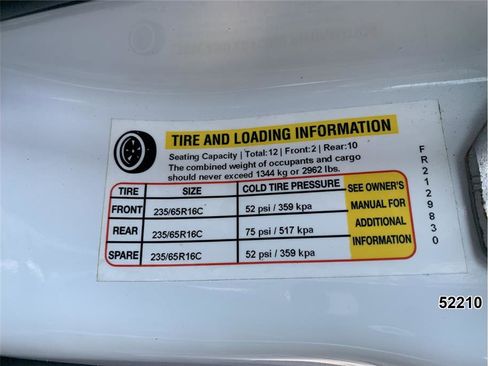 TIRE AND LOADING INFORMATION
Seating Capacity | Total:12 | Front:2 | Rear:10
The combined weight of occupants and cargo
should never exceed 1344 kg or 2962 lbs.
TIRE SIZE COLD TIRE PRESSURE
FRONT 235/65R16C 52 psi / 359 kpa
REAR 235/65R16C 75 psi / 517 kpa
SPARE 235/65R16C 52 psi / 359 kpa
SEE OWNER'S
MANUAL FOR
ADDITIONAL
INFORMATION
FR2129830
52210